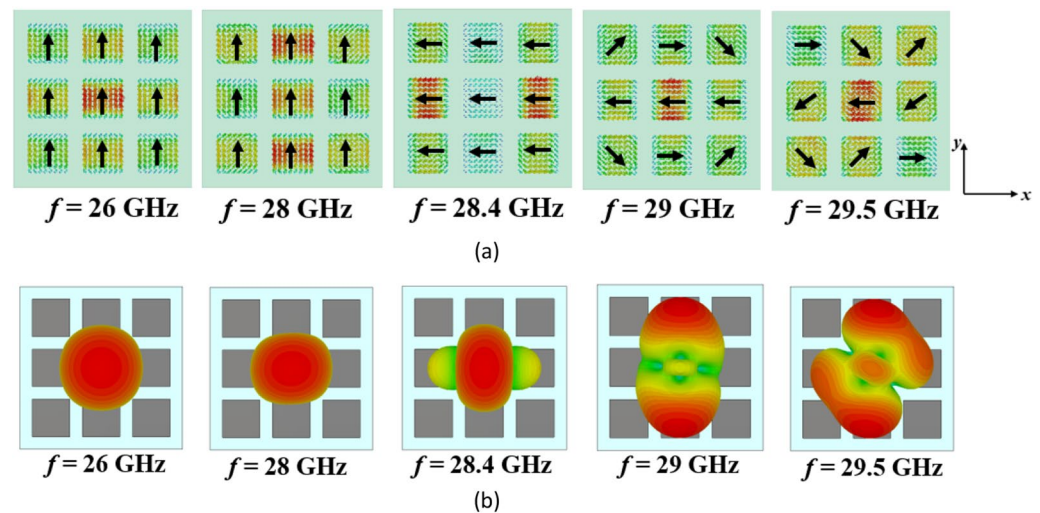 y
x
f = 26 GHz f = 28 GHz f = 28.4 GHz f = 29 GHz f = 29.5 GHz
(a)
f = 26 GHz f = 28 GHz f = 28.4 GHz f = 29 GHz f = 29.5 GHz
(b)